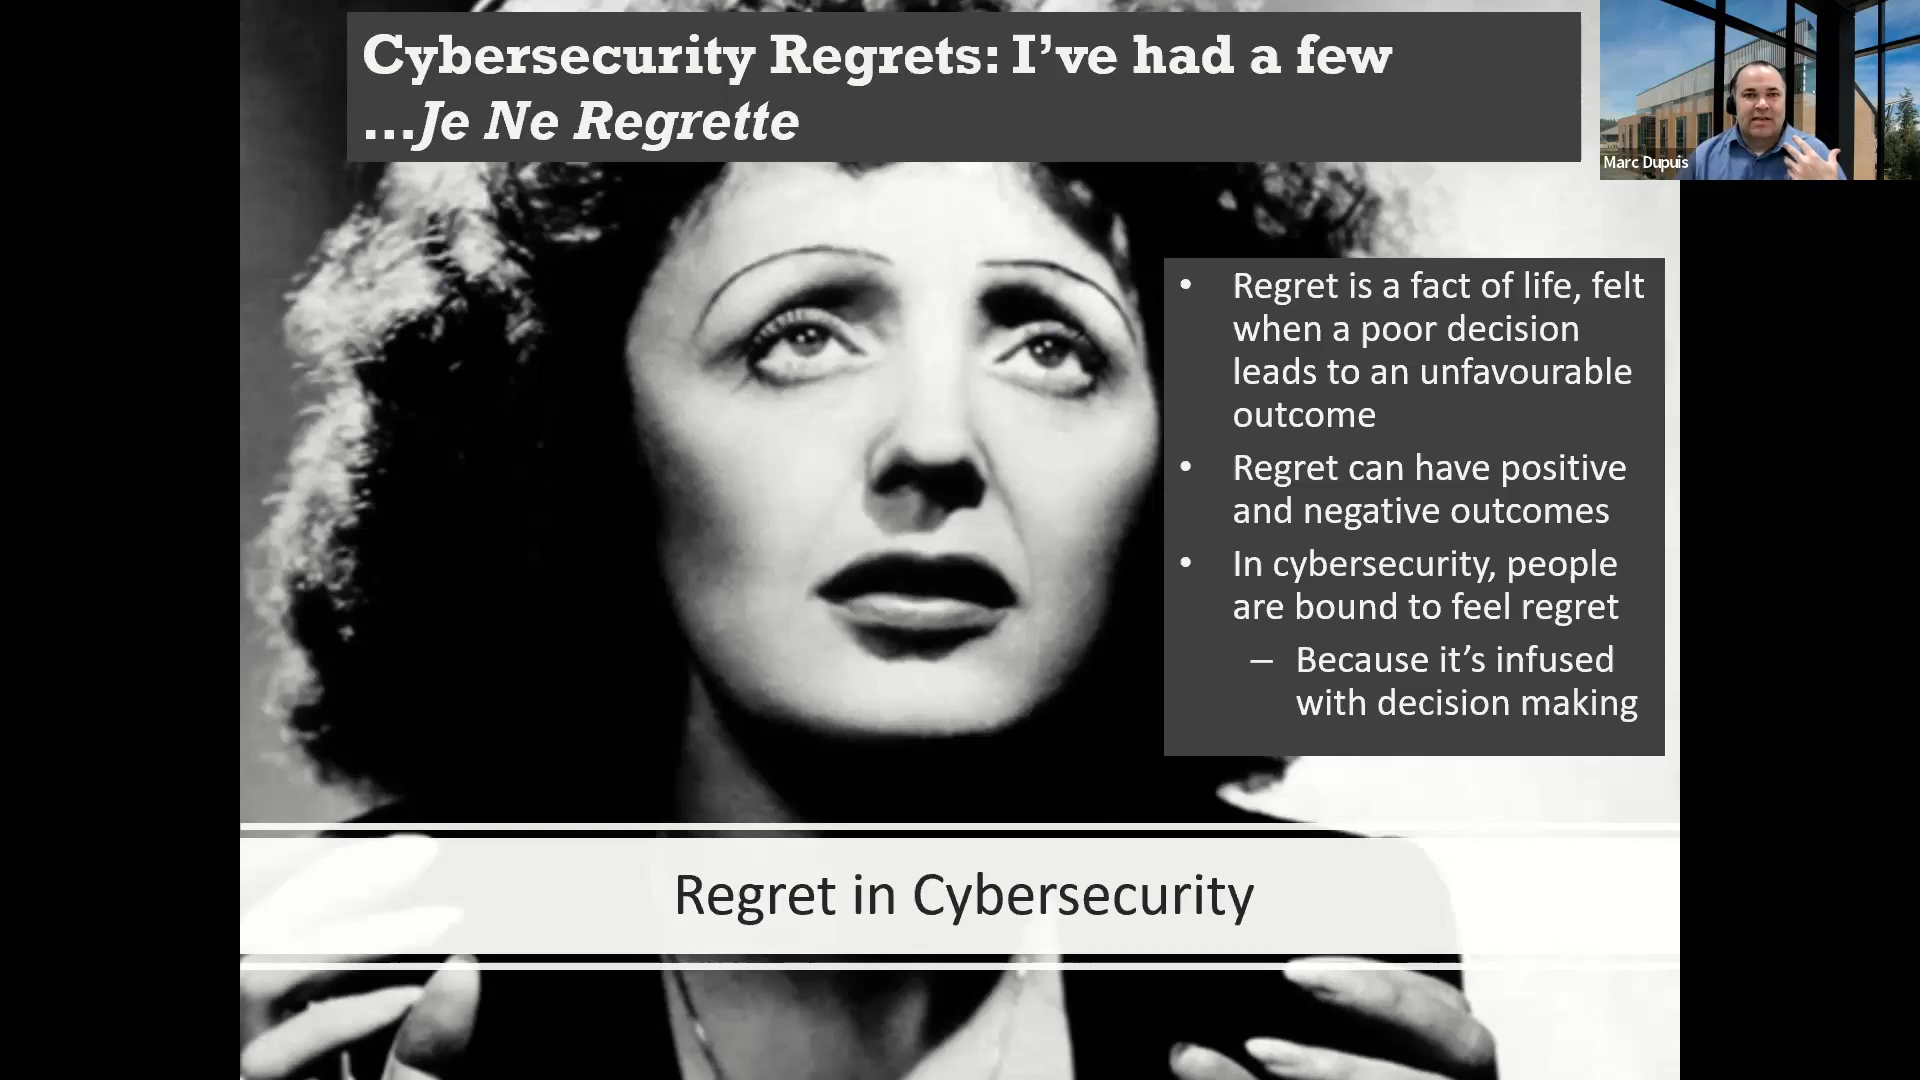 Cybersecurity Regrets: I’ve had a few
…Je Ne Regrette
Marc Dupuis
• Regret is a fact of life, felt
when a poor decision
leads to an unfavourable
outcome
• Regret can have positive
and negative outcomes
• In cybersecurity, people
are bound to feel regret
– Because it’s infused
with decision making
Regret in Cybersecurity